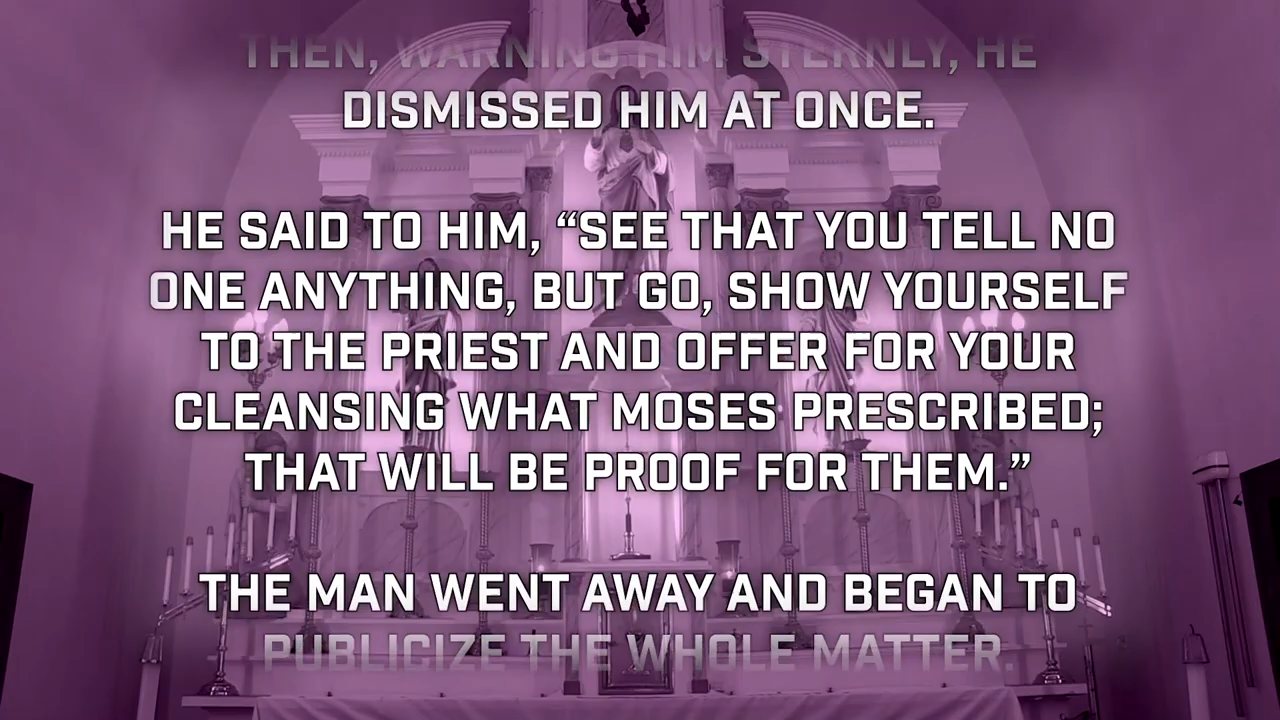 THEN, WARNING HIM STERNLY, HE
DISMISSED HIM AT ONCE.
HE SAID TO HIM, “SEE THAT YOU TELL NO
ONE ANYTHING, BUT GO, SHOW YOURSELF
TO THE PRIEST AND OFFER FOR YOUR
CLEANSING WHAT MOSES PRESCRIBED;
THAT WILL BE PROOF FOR THEM.”
THE MAN WENT AWAY AND BEGAN TO
PUBLICIZE THE WHOLE MATTER.